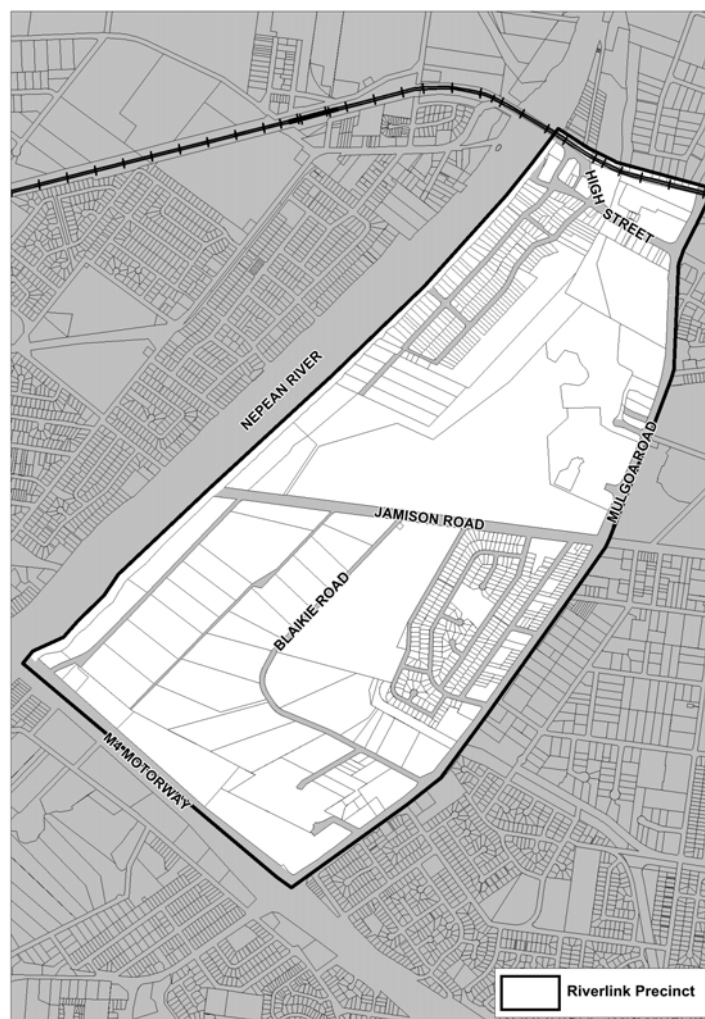 HIGH STREET
NEPEAN RIVER
MULGOA ROAD
JAMISON ROAD
BLAIKIE ROAD
M4 MOTORWAY
Riverlink Precinct